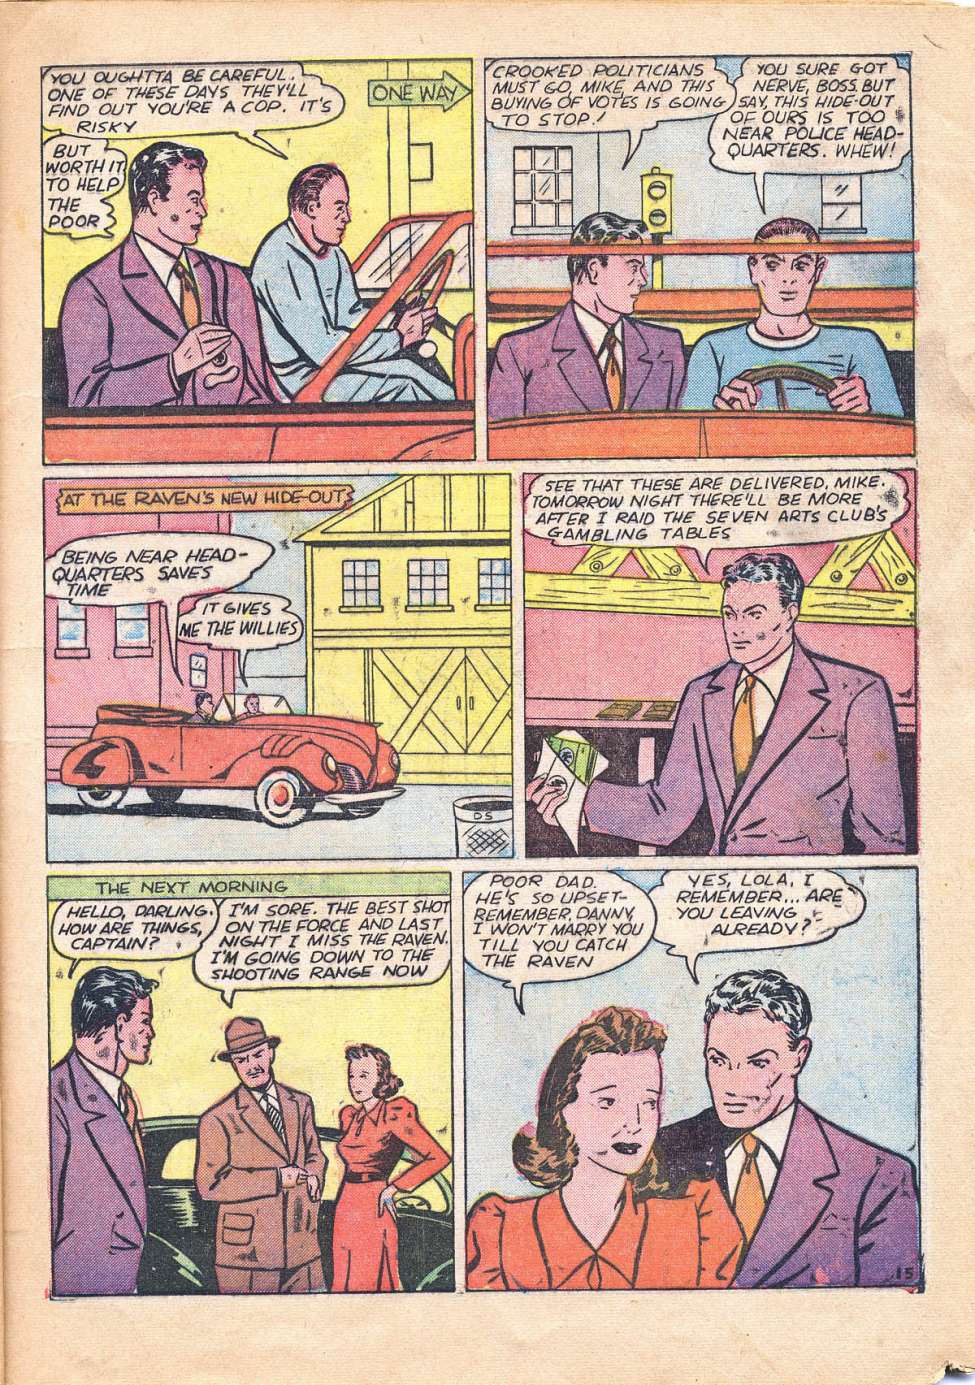 YOU OUGHTTA BE CAREFUL.
ONE OF THESE DAYS THEY'LL
FIND OUT YOU'RE A COP. IT'S
RISKY
ONE WAY
BUT
WORTH IT
TO HELP
THE
POOR
CROOKED POLITICIANS
MUST GO, MIKE, AND THIS
BUYING OF VOTES IS GOING
TO STOP!
YOU SURE GOT
NERVE, BOSS. BUT
SAY, THIS HIDE-OUT
OF OURS IS TOO
NEAR POLICE HEAD-
QUARTERS. WHEW!
AT THE RAVEN'S NEW HIDE-OUT
BEING NEAR HEAD-
QUARTERS SAVES
TIME
IT GIVES
ME THE WILLIES
DS
SEE THAT THESE ARE DELIVERED, MIKE.
TOMORROW NIGHT THERE'LL BE MORE
AFTER I RAID THE SEVEN ARTS CLUB'S
GAMBLING TABLES
THE NEXT MORNING
HELLO, DARLING.
HOW ARE THINGS,
CAPTAIN?
I'M SORE. THE BEST SHOT
ON THE FORCE AND LAST
NIGHT I MISS THE RAVEN.
I'M GOING DOWN TO THE
SHOOTING RANGE NOW
POOR DAD.
HE'S SO UPSET-
REMEMBER, DANNY,
I WON'T MARRY YOU
TILL YOU CATCH
THE RAVEN
YES, LOLA, I
REMEMBER... ARE
YOU LEAVING
ALREADY?
15